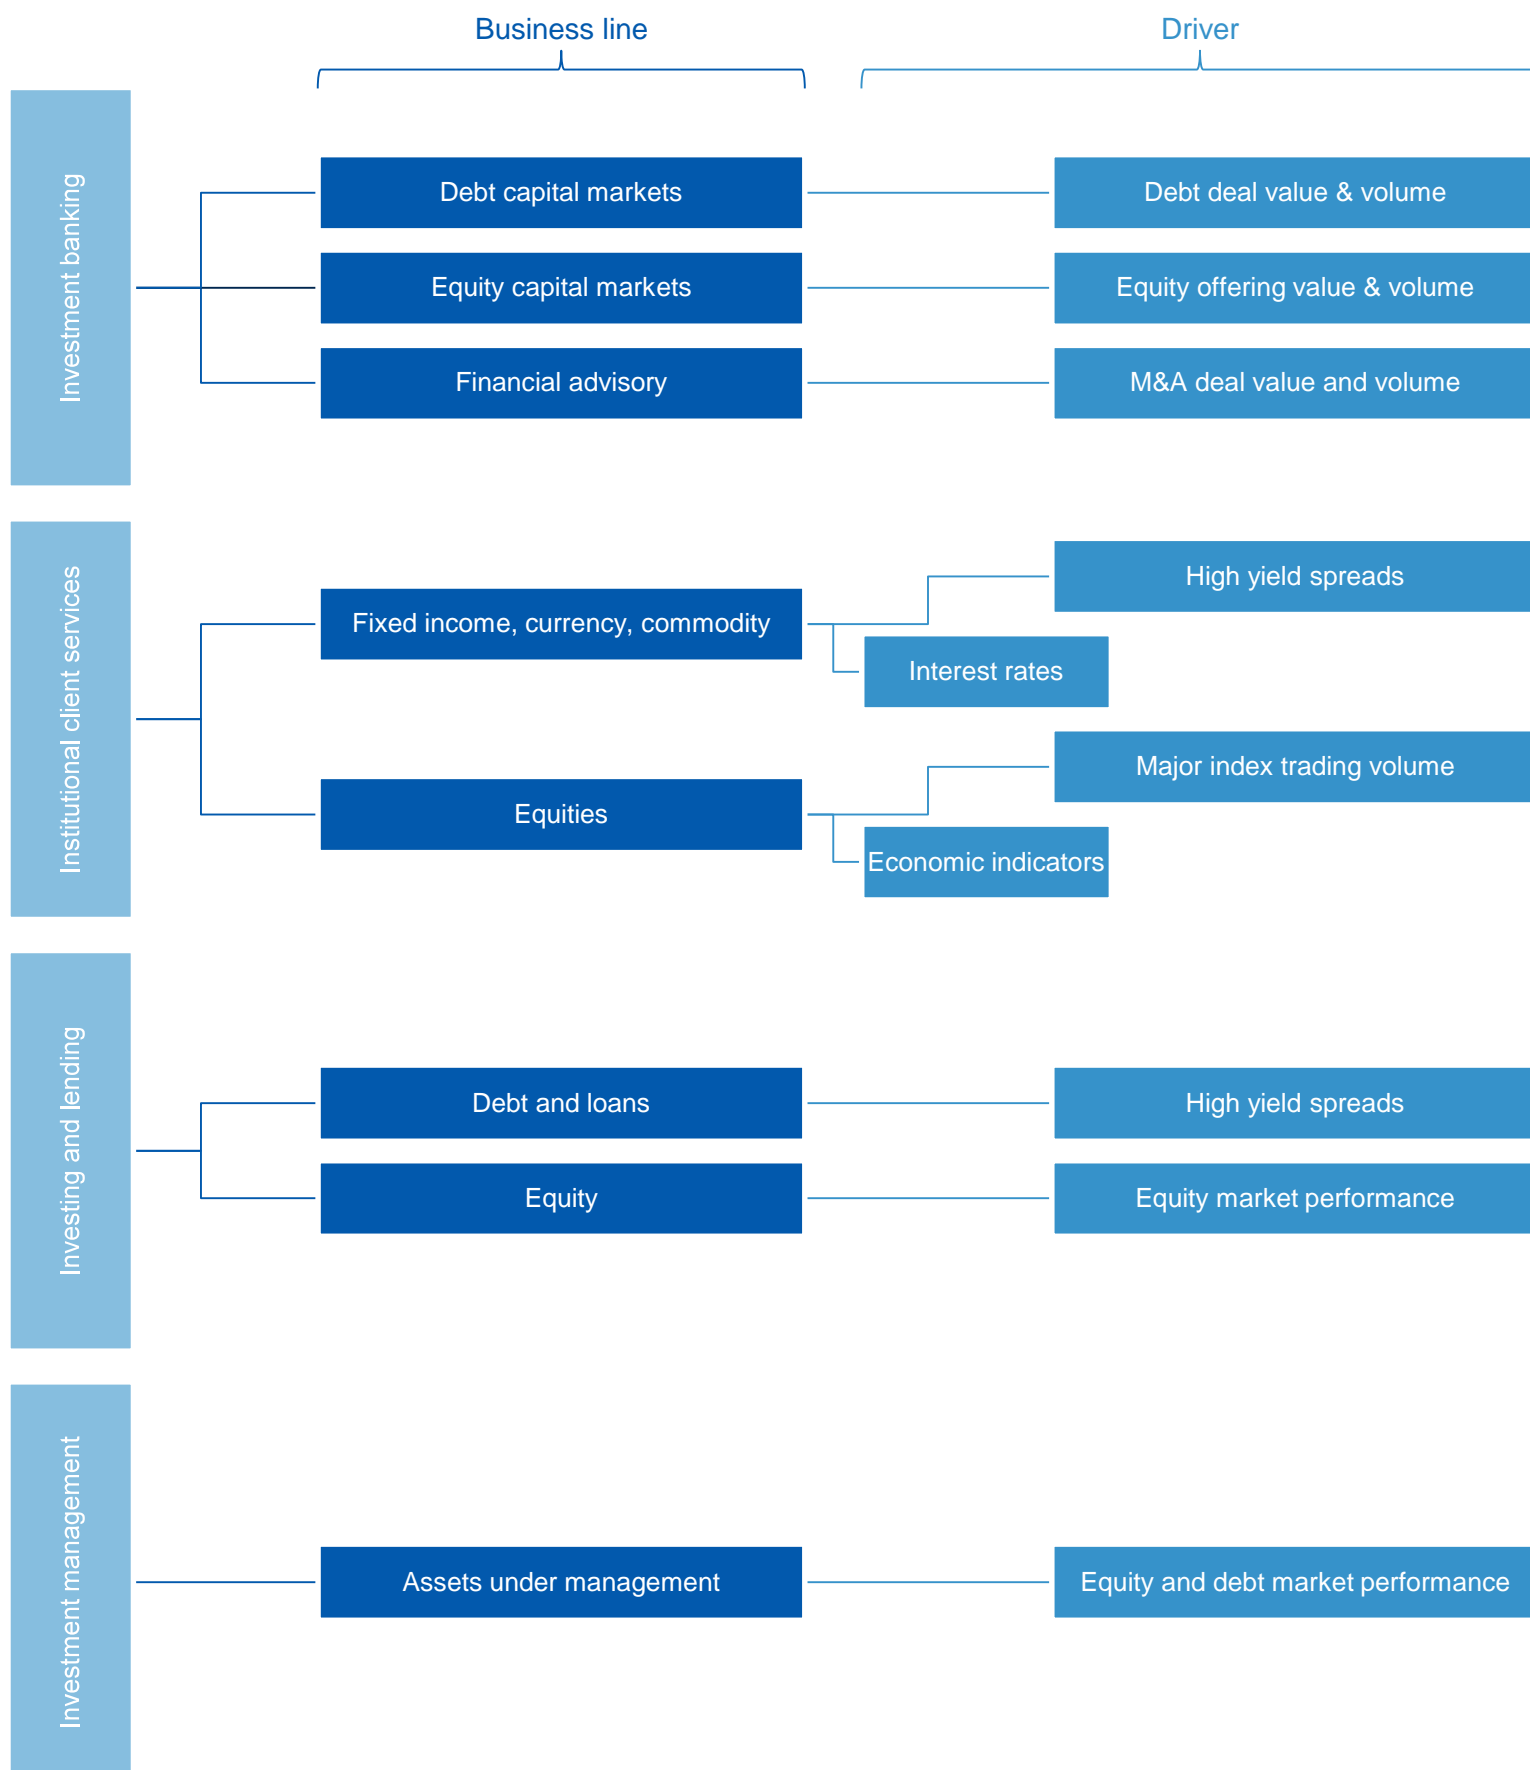 Business line
Driver
Investment banking
Debt capital markets
Debt deal value & volume
Equity capital markets
Equity offering value & volume
Financial advisory
M&A deal value and volume
Institutional client services
Fixed income, currency, commodity
High yield spreads
Interest rates
Equities
Major index trading volume
Economic indicators
Investing and lending
Debt and loans
High yield spreads
Equity
Equity market performance
Investment management
Assets under management
Equity and debt market performance